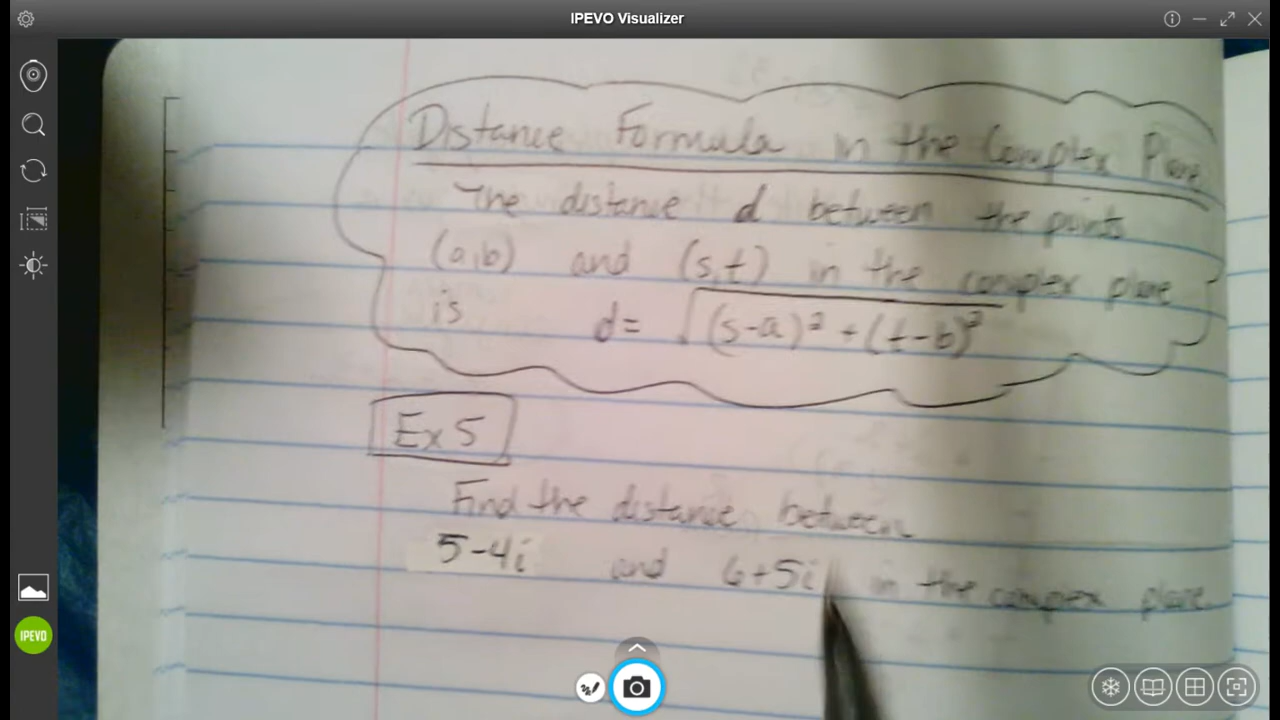 IPEVO Visualizer
Distance Formula in the Complex Plane
The distance d between the points
(a,b) and (s,t) in the complex plane
is d= √(s-a)² + (t-b)²
Ex 5
Find the distance between
5-4i and 6+5i in the complex plane.
IPEVO